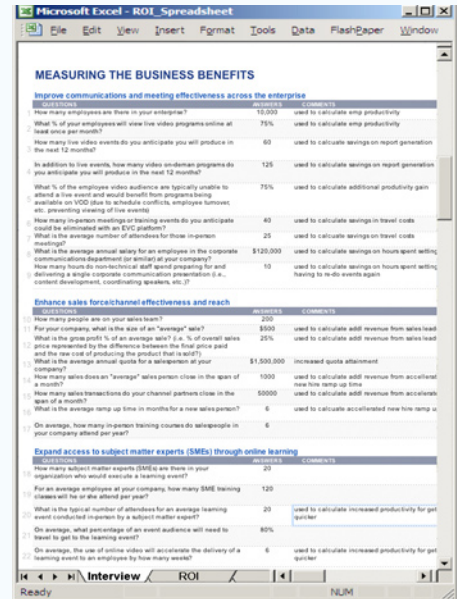 Microsoft Excel - ROI_Spreadsheet
File Edit View Insert Format Tools Data FlashPaper Window
MEASURING THE BUSINESS BENEFITS
Improve communications and meeting effectiveness across the enterprise
QUESTIONS ANSWERS COMMENTS
How many employees are there in your enterprise? 10,000 used to calculate emp productivity
What % of your employees will view live video programs online at 75% used to calculate emp productivity
least once per month?
How many live video events do you anticipate you will produce in 60 used to calcuate savings on report generation
the next 12 months?
In addition to live events, how many video on-deman programs do 125 used to calculate savings on report generation
you anticipate you will produce in the next 12 months?
What % of the employee video audience are typically unable to 75% used to calculate additional produtivity gain
attend a live event and would benefit from programs being
available on VOD (due to schedule conflicts, employee turnover,
etc. preventing viewing of live events)
How many in-person meetings or training events do you anticipate 40 used to calculate savings in travel costs
could be eliminated with an EVC platform?
What is the average number of attendees for those in-person 25 used to calcuate savings on travel costs
meetings?
What is the average annual salary for an employee in the corporate $120,000 used to calculate savings on hours spent setting
communications department (or similar) at your company?
How many hours do non-technical staff spend preparing for and 10 used to calculate savings on hours spent setting
delivering a single corporate communication presentation (i.e., having to re-do events again
content development, coordinating speakers, etc.)?
Enhance sales force/channel effectiveness and reach
QUESTIONS ANSWERS COMMENTS
10 How many people are on your sales team? 200
11 For your company, what is the size of an "average" sale? $500 used to calculate addl revenue from sales lead
12 What is the gross profit % of an average sale? (i.e. % of overall sales 25% used to calculate addl revenue from sales lead
price represented by the difference between the final price paid
and the raw cost of producing the product that is sold?)
What is the average annual quota for a salesperson at your $1,500,000 increased quota attainment
company?
How many sales does an "average" sales person close in the span of 1000 used to calculate addl revenue from accellerat
a month? new hire ramp up time
How many sales transactions do your channel partners close in the 50000 used to calculate addl revenue from accelerat
span of a month?
16 What is the average ramp up time in months for a new sales person? 6 used to calcuate accelerated new hire ramp u
On average, how many in-person training courses do salespeople in 6
your company attend per year?
Expand access to subject matter experts (SMEs) through online learning
QUESTIONS ANSWERS COMMENTS
How many subject matter experts (SMEs) are there in your 20
organization who would execute a learning event?
For an average employee at your company, how many SME training 120
classes will he or she attend per year?
What is the typical number of attendees for an average learning 20 used to calculate increased productivity for get
event conducted in-person by a subject matter expert? quicker
On average, what percentage of an event audience will need to 80%
travel to get to the learning event?
On average, the use of online video will accelerate the delivery of a 6 used to calculate increased productivity for get
learning event to an employee by how many weeks? quicker
Interview ROI
Ready NUM